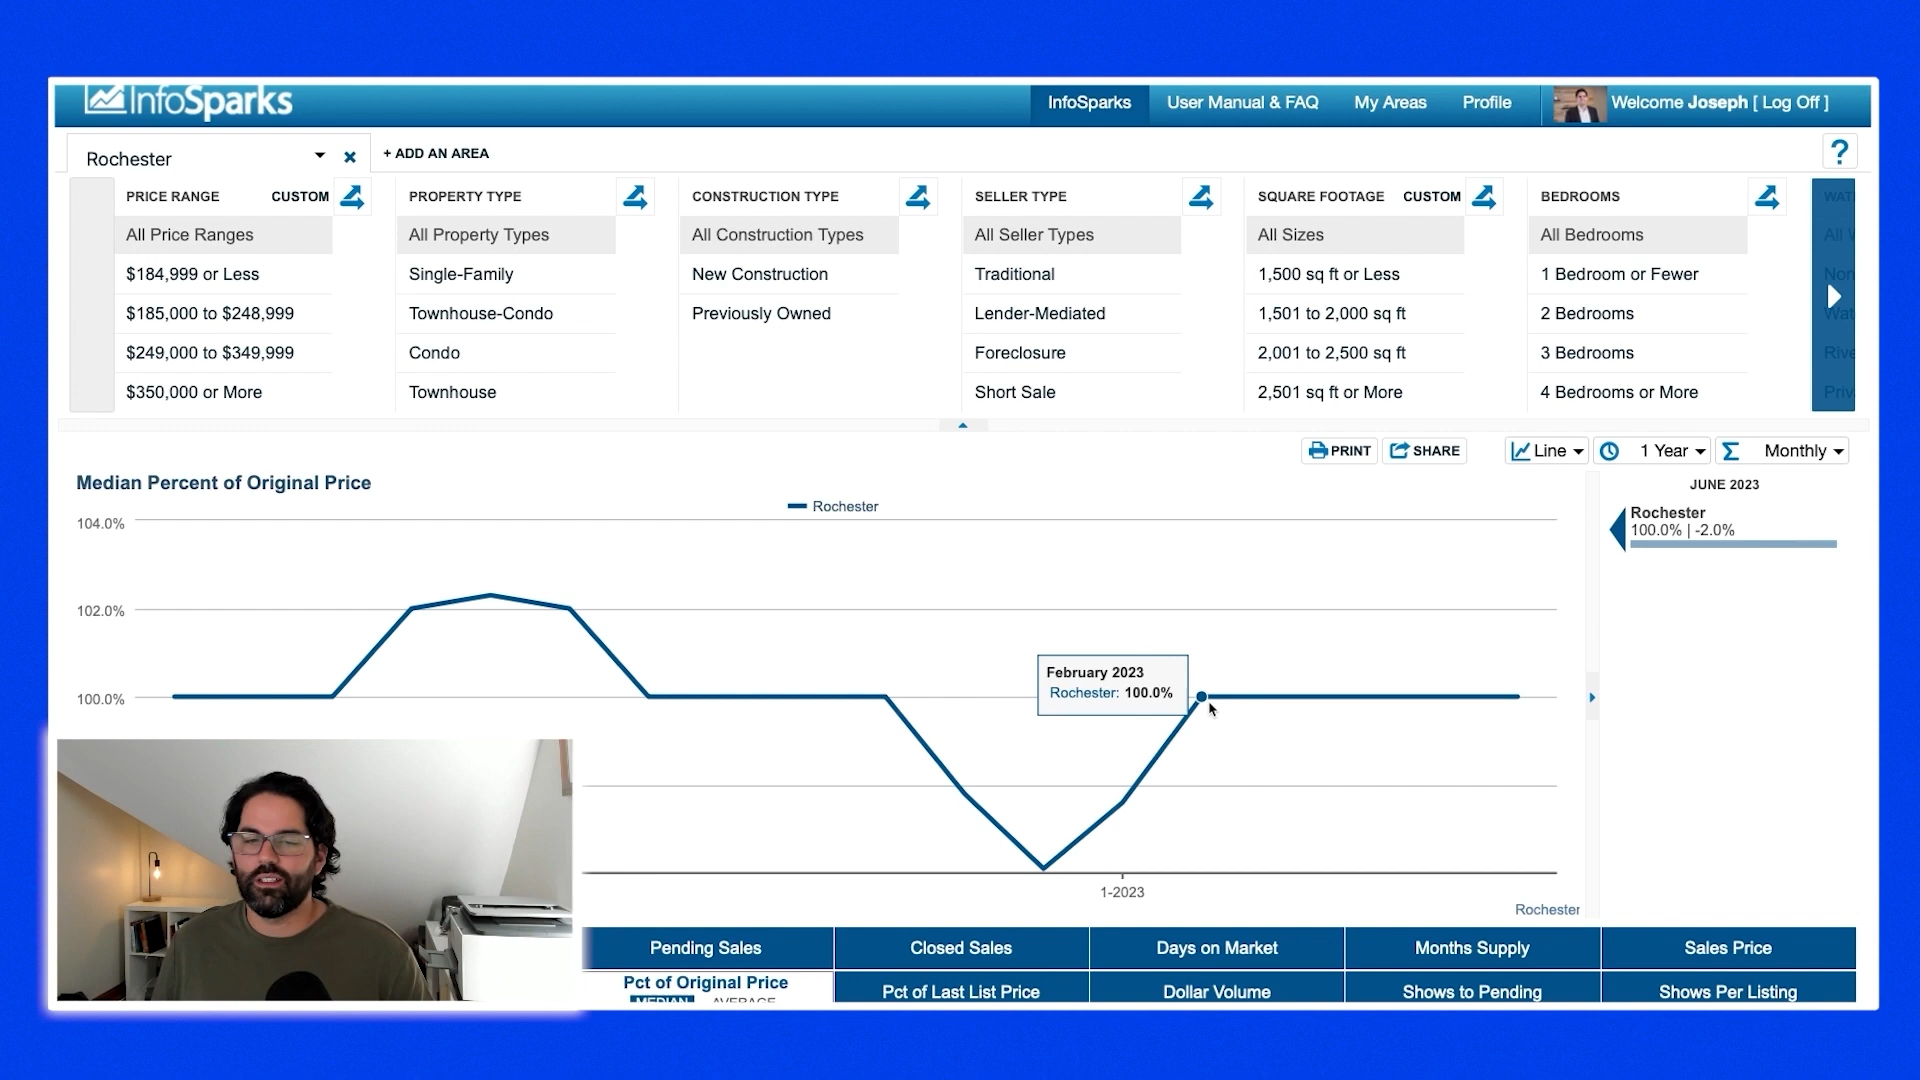 InfoSparks
InfoSparks User Manual & FAQ My Areas Profile Welcome Joseph [ Log Off ]
Rochester
+ ADD AN AREA
?
PRICE RANGE CUSTOM
All Price Ranges
$184,999 or Less
$185,000 to $248,999
$249,000 to $349,999
$350,000 or More
PROPERTY TYPE
All Property Types
Single-Family
Townhouse-Condo
Condo
Townhouse
CONSTRUCTION TYPE
All Construction Types
New Construction
Previously Owned
SELLER TYPE
All Seller Types
Traditional
Lender-Mediated
Foreclosure
Short Sale
SQUARE FOOTAGE CUSTOM
All Sizes
1,500 sq ft or Less
1,501 to 2,000 sq ft
2,001 to 2,500 sq ft
2,501 sq ft or More
BEDROOMS
All Bedrooms
1 Bedroom or Fewer
2 Bedrooms
3 Bedrooms
4 Bedrooms or More
PRINT SHARE Line 1 Year Monthly
Median Percent of Original Price
Rochester
104.0%
102.0%
100.0%
February 2023
Rochester: 100.0%
1-2023
Rochester
JUNE 2023
Rochester
100.0% | -2.0%
Pending Sales Closed Sales Days on Market Months Supply Sales Price
Pct of Original Price Pct of Last List Price Dollar Volume Shows to Pending Shows Per Listing
MEDIAN AVERAGE